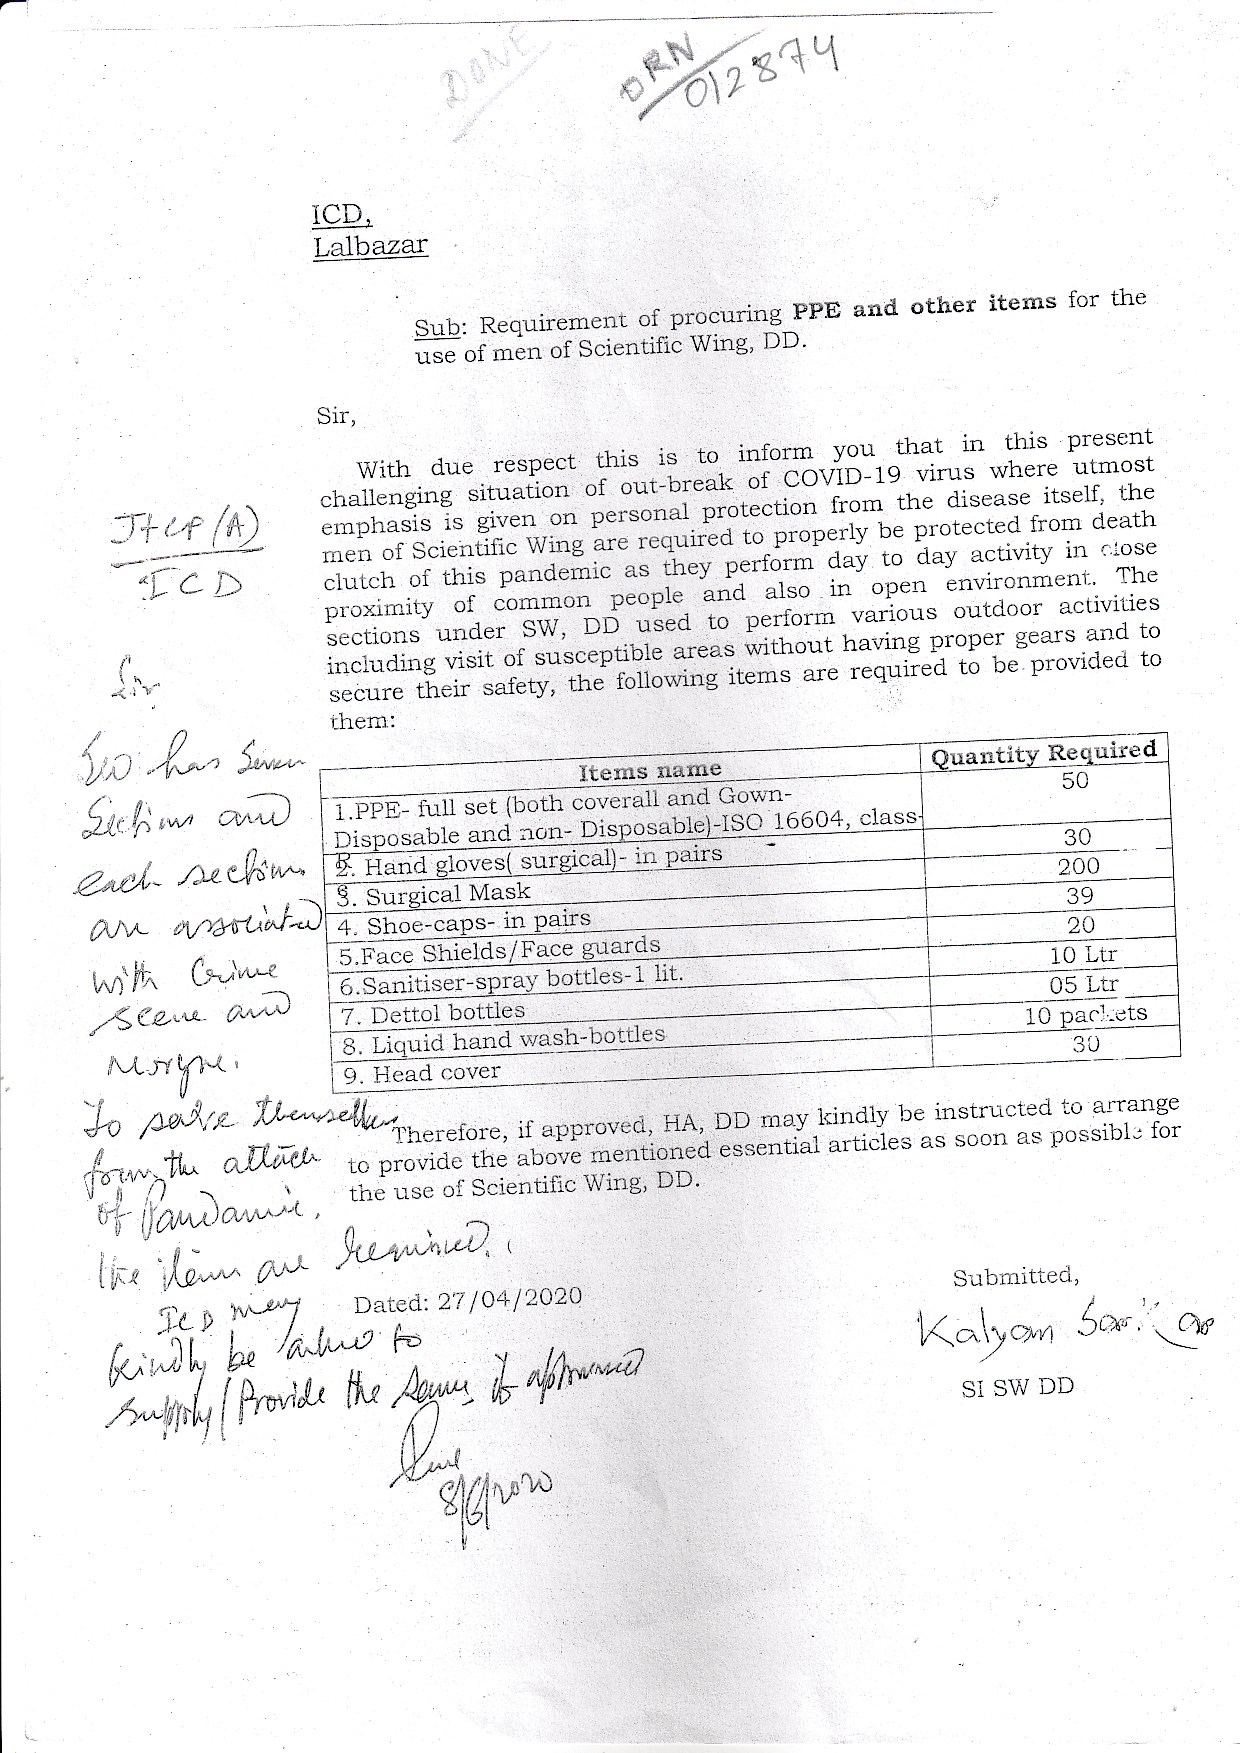 DONE
DRN
012874
ICD,
Lalbazar
Sub: Requirement of procuring PPE and other items for the
use of men of Scientific Wing, DD.
Sir,
With due respect this is to inform you that in this present
challenging situation of out-break of COVID-19 virus where utmost
emphasis is given on personal protection from the disease itself, the
men of Scientific Wing are required to properly be protected from death
clutch of this pandemic as they perform day to day activity in close
proximity of common people and also in open environment. The
sections under SW, DD used to perform various outdoor activities
including visit of susceptible areas without having proper gears and to
secure their safety, the following items are required to be provided to
them:
Items name Quantity Required
1.PPE- full set (both coverall and Gown- 50
Disposable and non- Disposable)-ISO 16604, class-
2. Hand gloves( surgical)- in pairs 30
3. Surgical Mask 200
4. Shoe-caps- in pairs 39
5.Face Shields/Face guards 20
6.Sanitiser-spray bottles-1 lit. 10 Ltr
7. Dettol bottles 05 Ltr
8. Liquid hand wash-bottles 10 packets
9. Head cover 30
Therefore, if approved, HA, DD may kindly be instructed to arrange
to provide the above mentioned essential articles as soon as possible for
the use of Scientific Wing, DD.
Dated: 27/04/2020
Submitted,
Kalyan Sarkar
SI SW DD
Jt CP (A)
ICD
Sir
SW has Seven
Sections and
each sections
are associated
with Crime
scene and
Morgue.
To save themselves
from the attack
of Pandamic,
the items are required.
ICD may
kindly be asked to
supply/Provide the same, if approved
8/6/2020